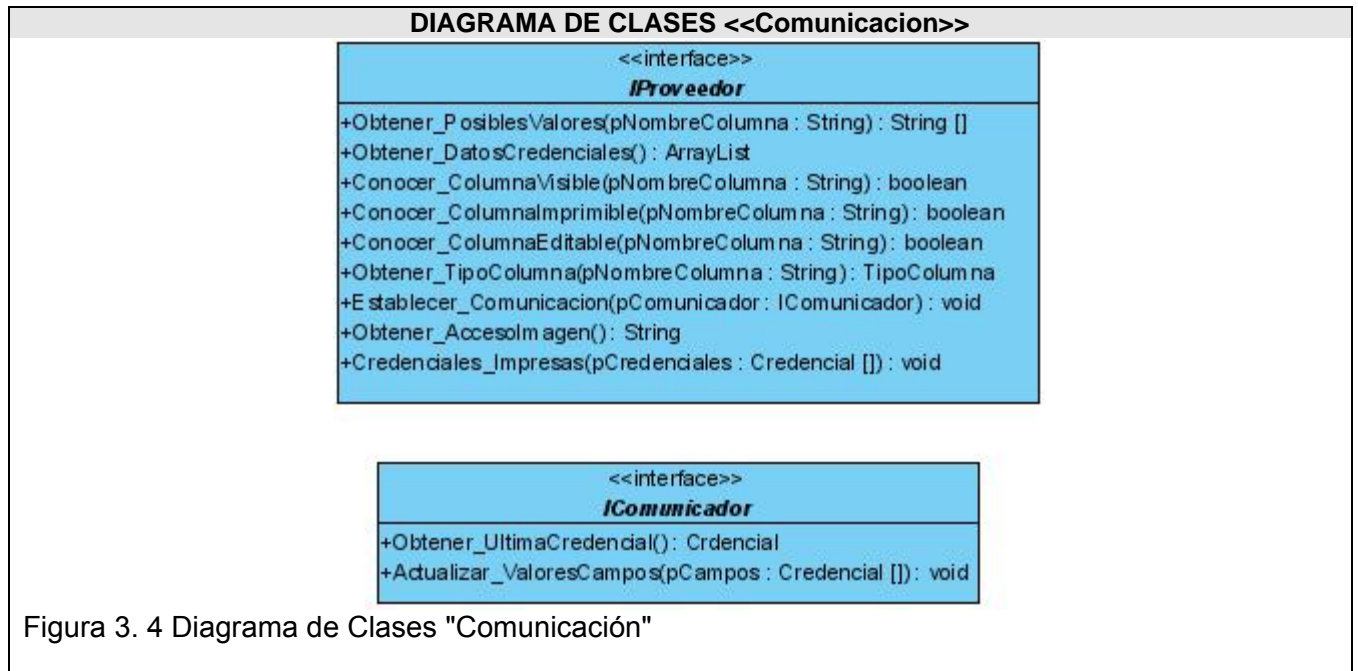 DIAGRAMA DE CLASES <<Comunicacion>>
<<interface>>
IProveedor
+Obtener_PosiblesValores(pNombreColumna : String) : String []
+Obtener_DatosCredenciales() : ArrayList
+Conocer_ColumnaVisible(pNombreColumna : String) : boolean
+Conocer_ColumnaImprimible(pNombreColumna : String) : boolean
+Conocer_ColumnaEditable(pNombreColumna : String) : boolean
+Obtener_TipoColumna(pNombreColumna : String) : TipoColumna
+Establecer_Comunicacion(pComunicador : IComunicador) : void
+Obtener_AccesoImagen() : String
+Credenciales_Impresas(pCredenciales : Credencial []) : void
<<interface>>
IComunicador
+Obtener_UltimaCredencial() : Crdencial
+Actualizar_ValoresCampos(pCampos : Credencial []) : void
Figura 3. 4 Diagrama de Clases "Comunicación"